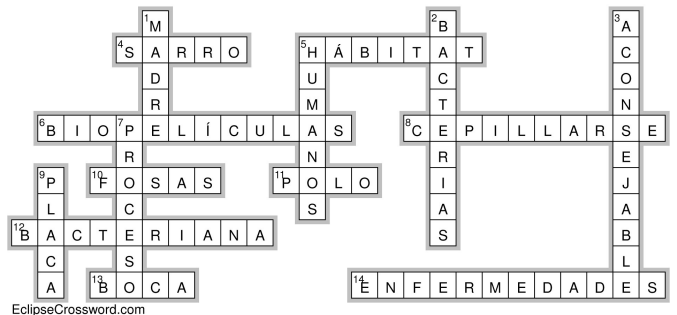 1 M 2 B 3 A
4 S A R R O 5 H Á B I T A T C
D U C O
R M T N
6 B I O 7 P E L Í C U L A S 8 C E P I L L A R S E
R N R E
9 P 10 F O S A S 11 P O L O I J
L C S A A
12 B A C T E R I A N A S B
C S L
A 13 B O C A 14 E N F E R M E D A D E S
EclipseCrossword.com